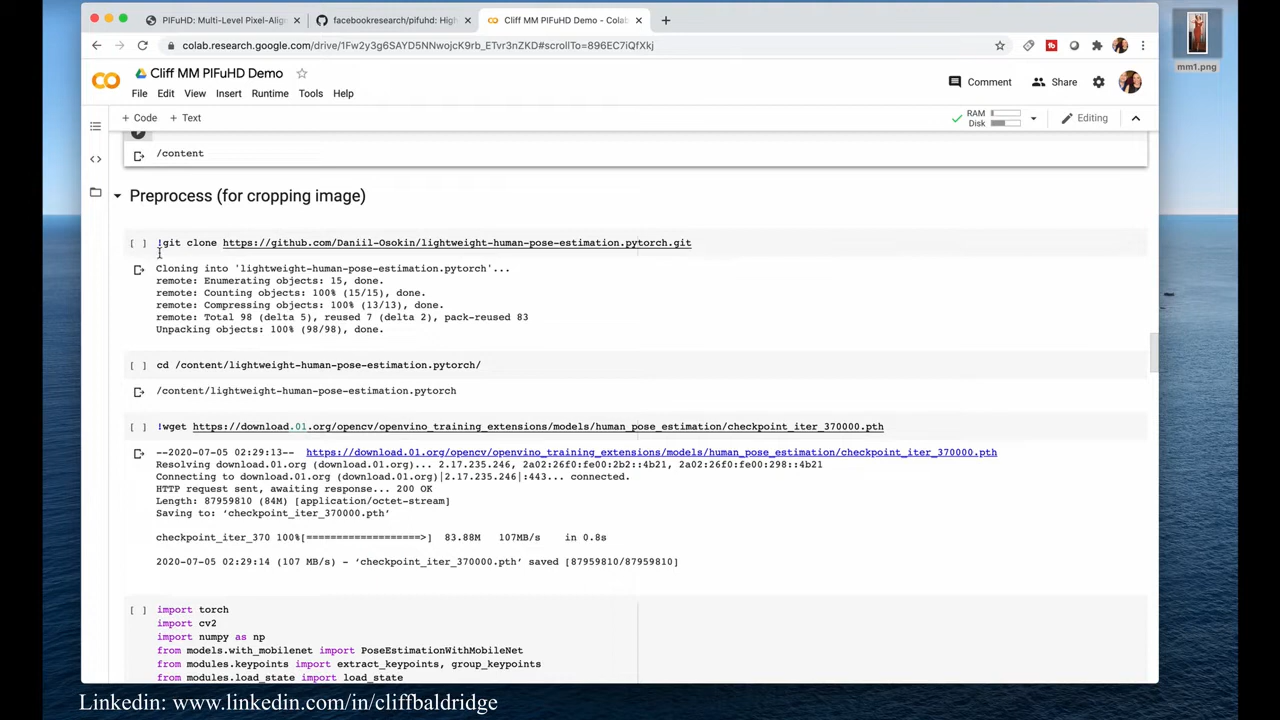 PIFuHD: Multi-Level Pixel-Alig
facebookresearch/pifuhd: High
Cliff MM PIFuHD Demo - Colab
colab.research.google.com/drive/1Fw2y3g6SAYD5NNwojcK9rb_ETvr3nZKD#scrollTo=896EC7iQfXkj
mm1.png
Cliff MM PIFuHD Demo
Comment
Share
File Edit View Insert Runtime Tools Help
+ Code + Text
RAM
Disk
Editing
/content
Preprocess (for cropping image)
[ ] !git clone https://github.com/Daniil-Osokin/lightweight-human-pose-estimation.pytorch.git
Cloning into 'lightweight-human-pose-estimation.pytorch'...
remote: Enumerating objects: 15, done.
remote: Counting objects: 100% (15/15), done.
remote: Compressing objects: 100% (13/13), done.
remote: Total 98 (delta 5), reused 7 (delta 2), pack-reused 83
Unpacking objects: 100% (98/98), done.
[ ] cd /content/lightweight-human-pose-estimation.pytorch/
/content/lightweight-human-pose-estimation.pytorch
[ ] !wget https://download.01.org/opencv/openvino_training_extensions/models/human_pose_estimation/checkpoint_iter_370000.pth
--2020-07-05 02:29:13-- https://download.01.org/opencv/openvino_training_extensions/models/human_pose_estimation/checkpoint_iter_370000.pth
Resolving download.01.org (download.01.org)... 2.17.235.246, 2a02:26f0:fe00:2b2::4b21, 2a02:26f0:fe00:298::4b21
Connecting to download.01.org (download.01.org)|2.17.235.246|:443... connected.
HTTP request sent, awaiting response... 200 OK
Length: 87959810 (84M) [application/octet-stream]
Saving to: ‘checkpoint_iter_370000.pth’
checkpoint_iter_370 100%[===================>] 83.88M 107MB/s in 0.8s
2020-07-05 02:29:14 (107 MB/s) - ‘checkpoint_iter_370000.pth’ saved [87959810/87959810]
[ ] import torch
import cv2
import numpy as np
from models.with_mobilenet import PoseEstimationWithMobileNet
from modules.keypoints import extract_keypoints, group_keypoints
from modules.load_state import load_state
Linkedin: www.linkedin.com/in/cliffbaldridge